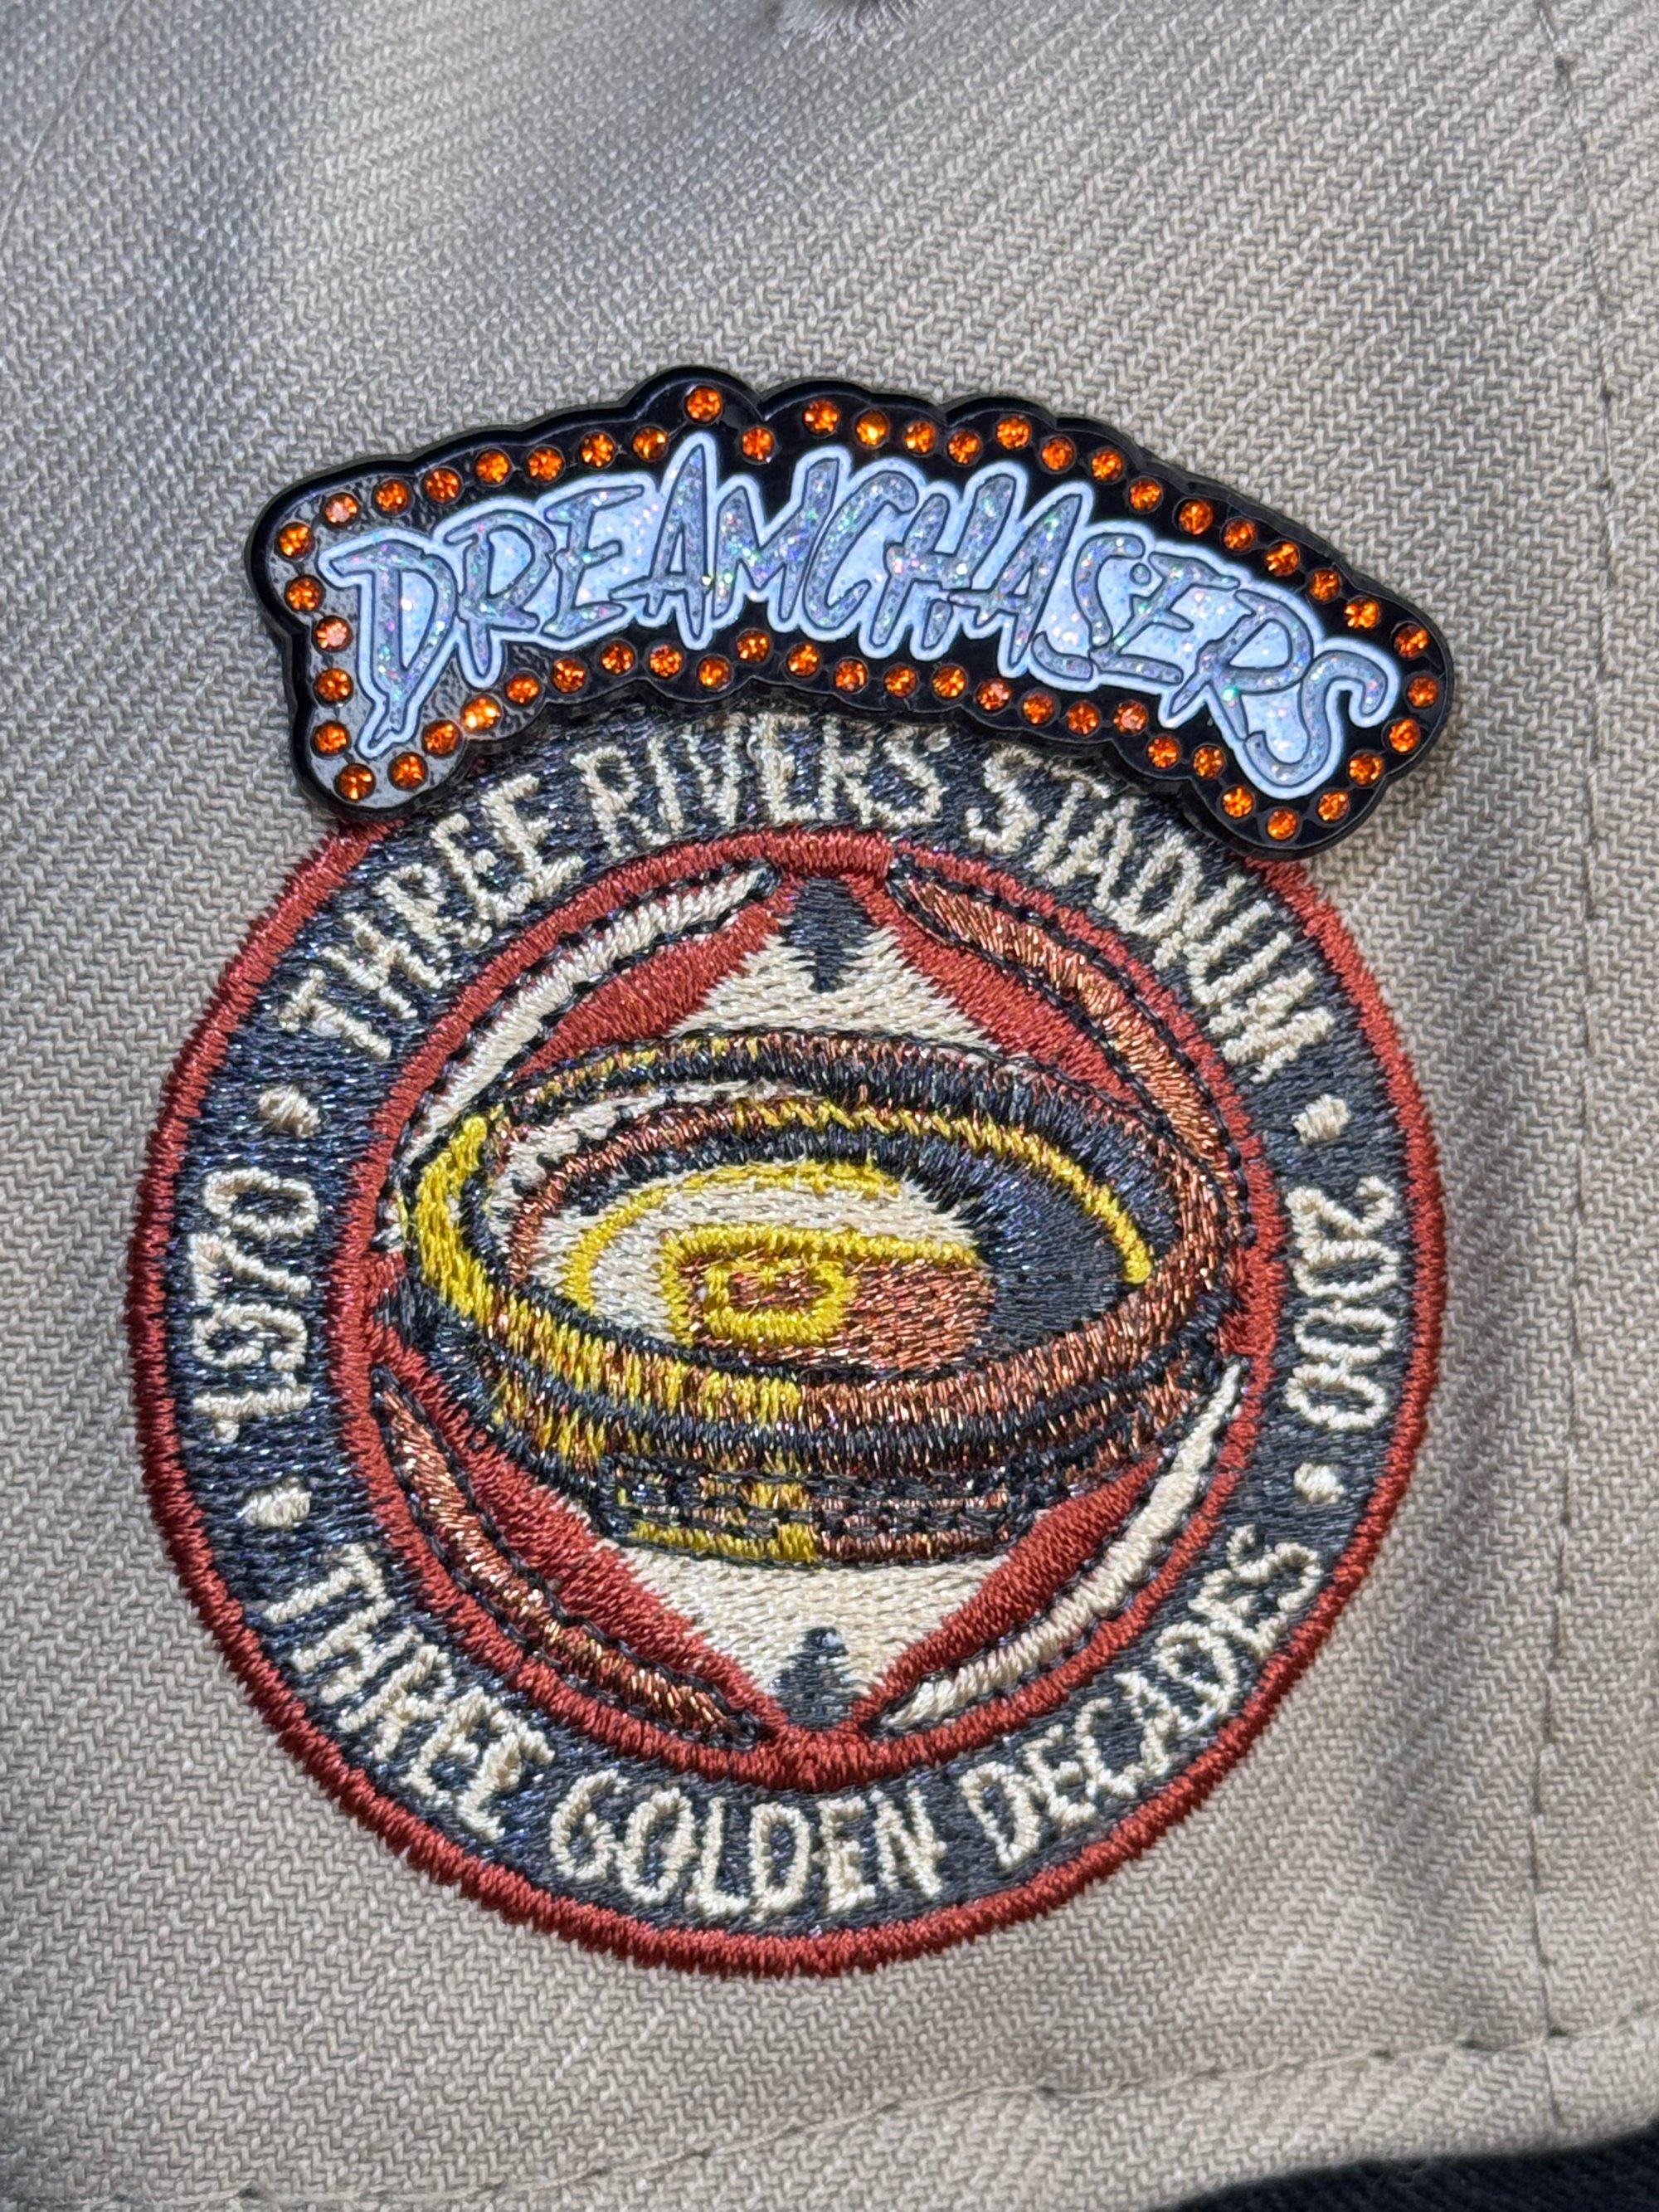 DREAMCHASERS
THREE RIVERS STADIUM
1970
2000
THREE GOLDEN DECADES